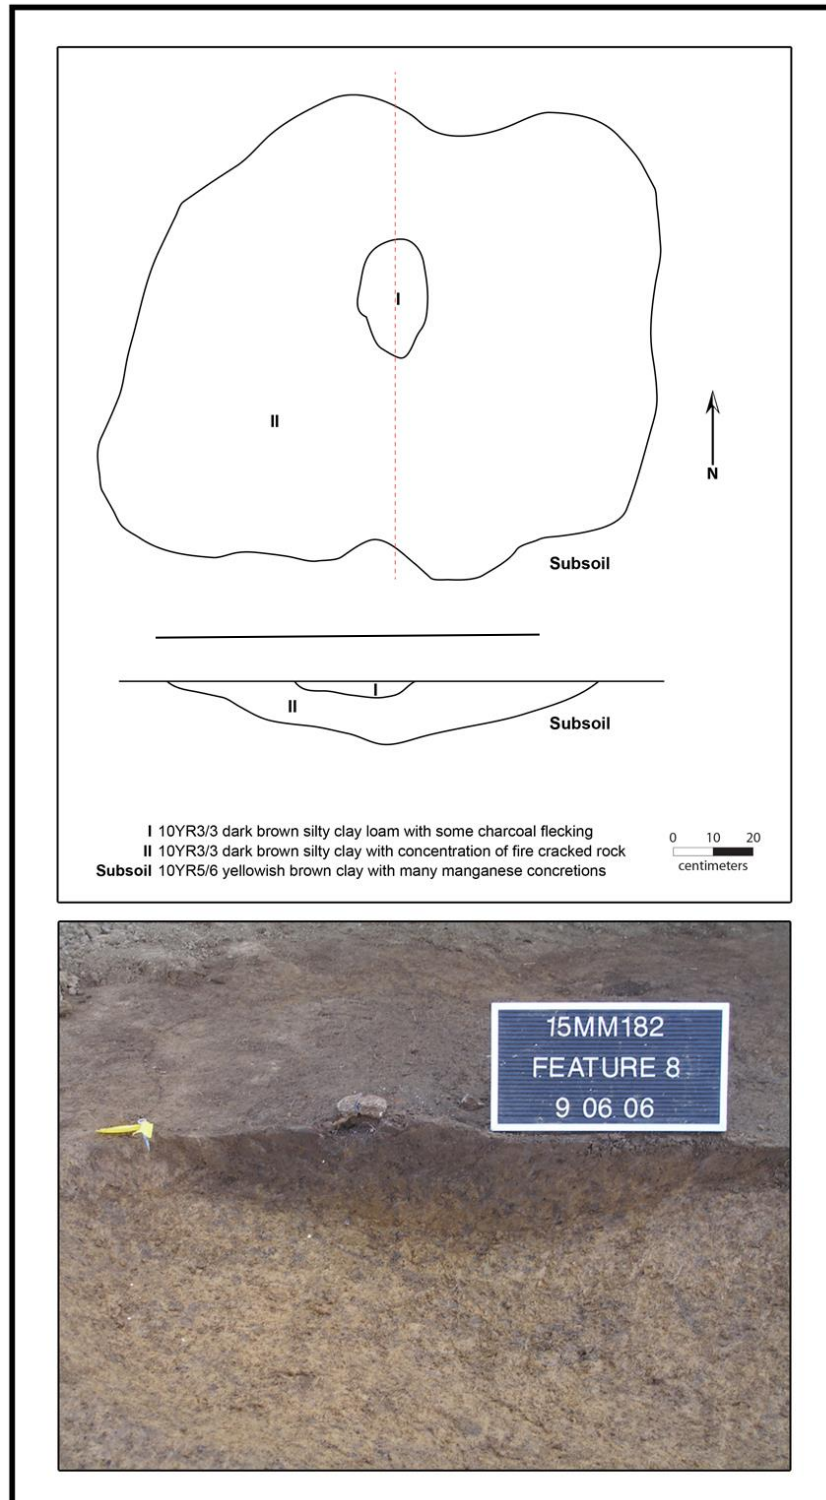 I
II
N
Subsoil
I
II
Subsoil
I 10YR3/3 dark brown silty clay loam with some charcoal flecking
II 10YR3/3 dark brown silty clay with concentration of fire cracked rock
Subsoil 10YR5/6 yellowish brown clay with many manganese concretions
0 10 20
centimeters
15MM182
FEATURE 8
9 06 06